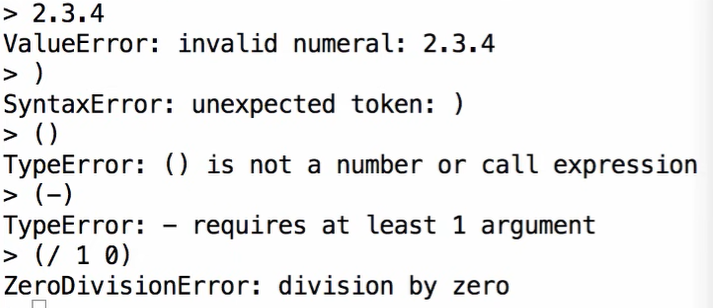 > 2.3.4
ValueError: invalid numeral: 2.3.4
> )
SyntaxError: unexpected token: )
> ()
TypeError: () is not a number or call expression
> (-)
TypeError: - requires at least 1 argument
> (/ 1 0)
ZeroDivisionError: division by zero